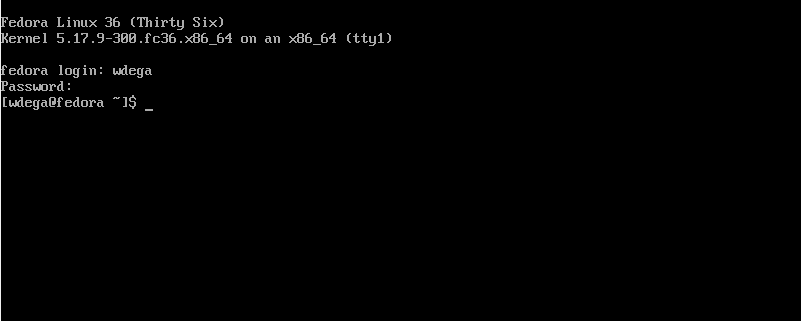 Fedora Linux 36 (Thirty Six)
Kernel 5.17.9-300.fc36.x86_64 on an x86_64 (tty1)
fedora login: wdega
Password:
[wdega@fedora ~]$ _